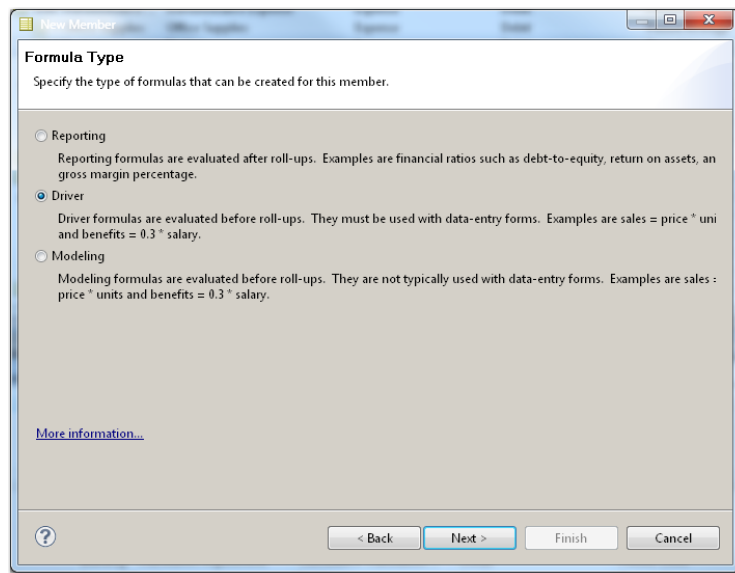 New Member
Formula Type
Specify the type of formulas that can be created for this member.
Reporting
Reporting formulas are evaluated after roll-ups. Examples are financial ratios such as debt-to-equity, return on assets, an
gross margin percentage.
Driver
Driver formulas are evaluated before roll-ups. They must be used with data-entry forms. Examples are sales = price * uni
and benefits = 0.3 * salary.
Modeling
Modeling formulas are evaluated before roll-ups. They are not typically used with data-entry forms. Examples are sales :
price * units and benefits = 0.3 * salary.
More information...
?
< Back
Next >
Finish
Cancel